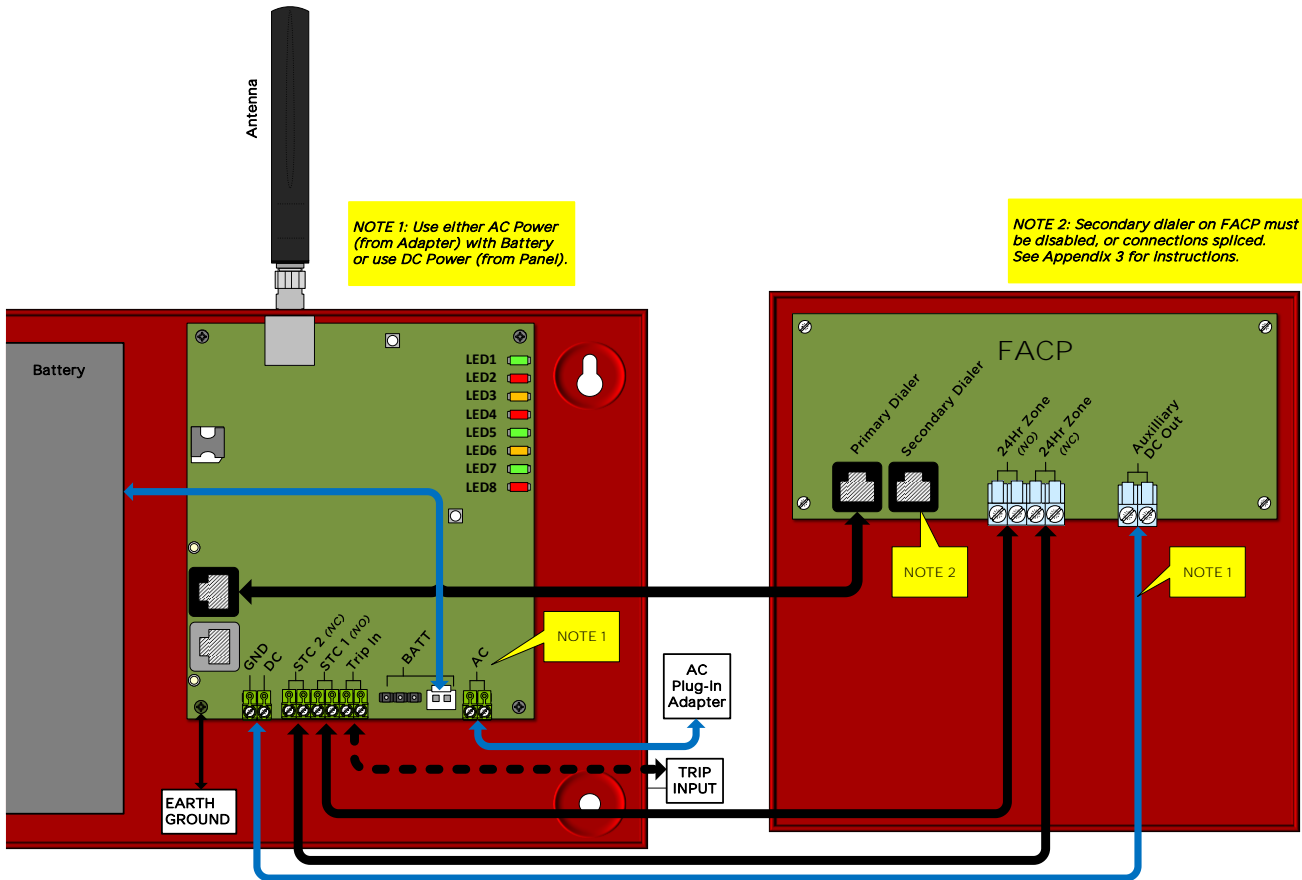 Antenna
NOTE 1: Use either AC Power
(from Adapter) with Battery
or use DC Power (from Panel).
NOTE 2: Secondary dialer on FACP must
be disabled, or connections spliced.
See Appendix 3 for Instructions.
Battery
LED1
LED2
LED3
LED4
LED5
LED6
LED7
LED8
GND
DC
STC 2 (NC)
STC 1 (NO)
Trip In
BATT
AC
NOTE 1
AC
Plug-In
Adapter
TRIP
INPUT
EARTH
GROUND
FACP
Primary Dialer
Secondary Dialer
24Hr Zone
(NO)
24Hr Zone
(NC)
Auxilliary
DC Out
NOTE 2
NOTE 1